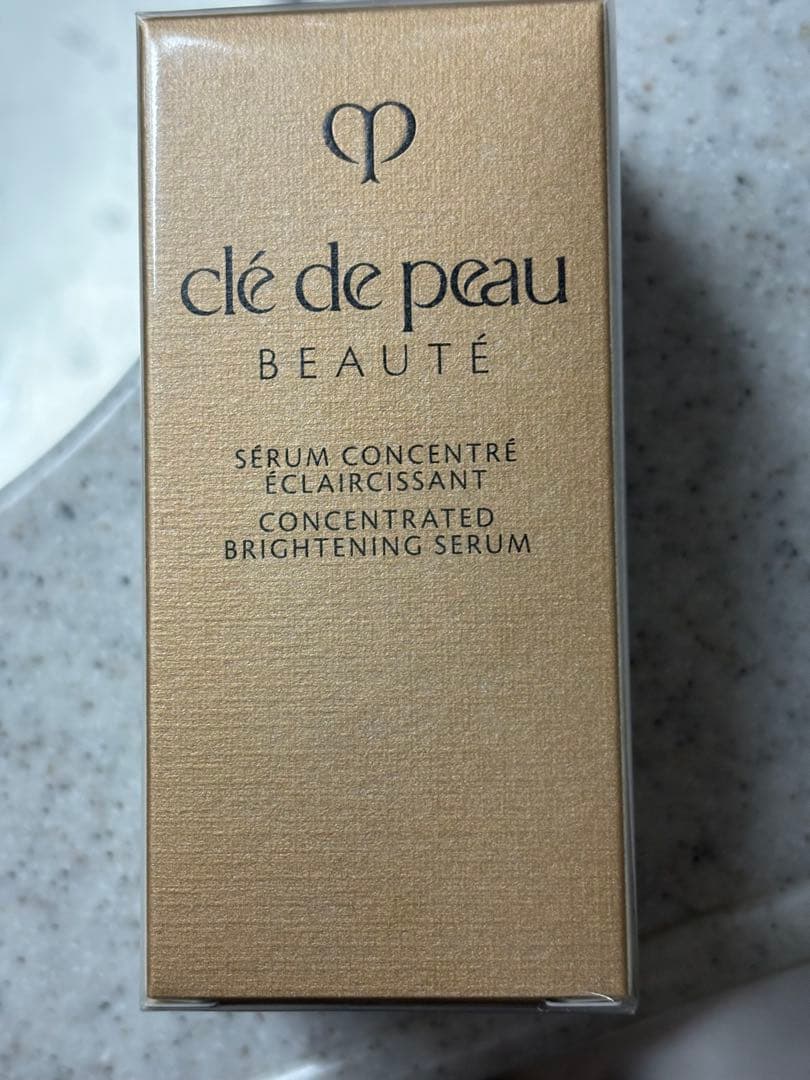 clé de peau
BEAUTÉ
SÉRUM CONCENTRÉ
ÉCLAIRCISSANT
CONCENTRATED
BRIGHTENING SERUM